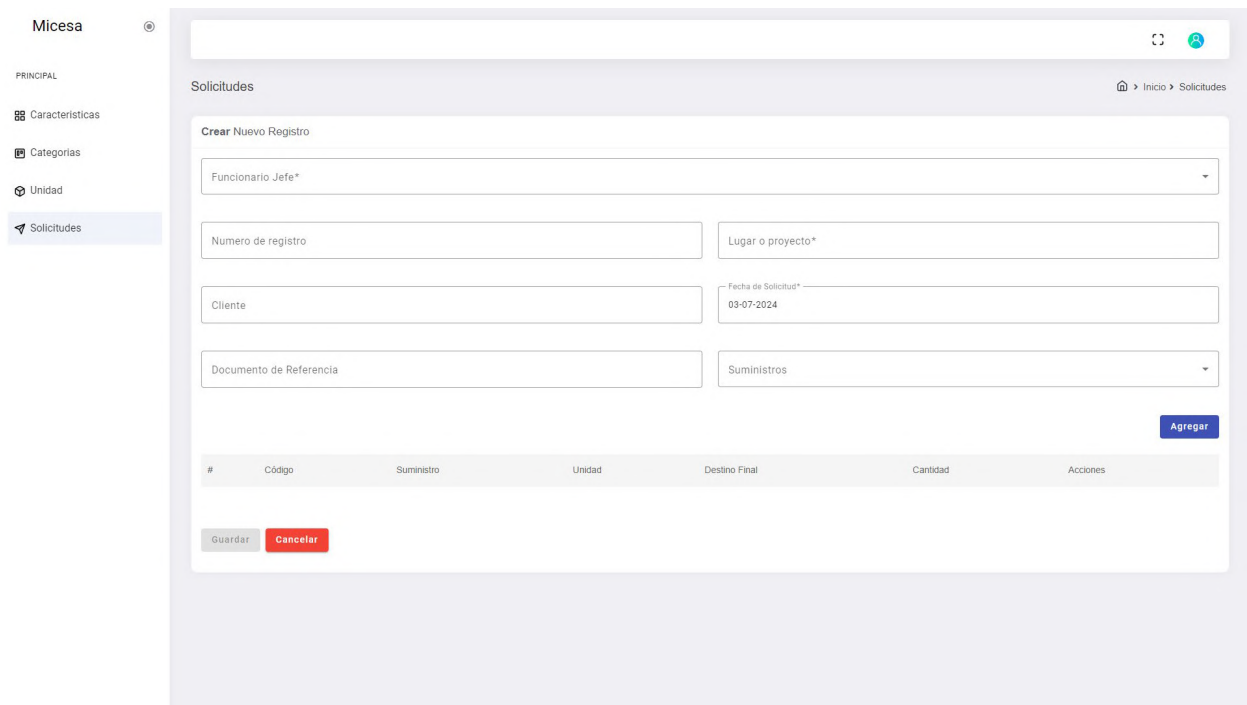 Micesa
PRINCIPAL
Caracteristicas
Categorias
Unidad
Solicitudes
Solicitudes
Inicio > Solicitudes
Crear Nuevo Registro
Funcionario Jefe*
Numero de registro
Lugar o proyecto*
Cliente
Fecha de Solicitud*
03-07-2024
Documento de Referencia
Suministros
Agregar
# Código Suministro Unidad Destino Final Cantidad Acciones
Guardar Cancelar